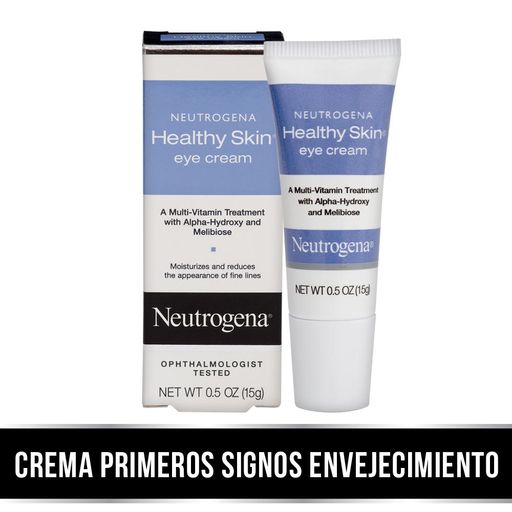 NEUTROGENA
Healthy Skin®
eye cream
A Multi-Vitamin Treatment
with Alpha-Hydroxy and
Melibiose
Moisturizes and reduces
the appearance of fine lines
Neutrogena®
OPHTHALMOLOGIST
TESTED
NET WT 0.5 OZ (15g)
NEUTROGENA
Healthy Skin®
eye cream
A Multi-Vitamin Treatment
with Alpha-Hydroxy
and Melibiose
Neutrogena®
NET WT 0.5 OZ (15g)
CREMA PRIMEROS SIGNOS ENVEJECIMIENTO